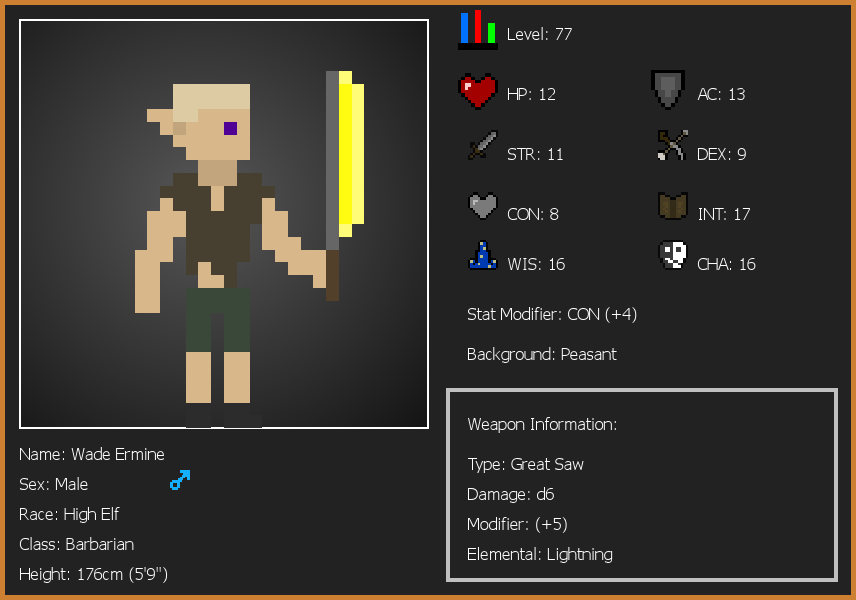 Level: 77
HP: 12
AC: 13
STR: 11
DEX: 9
CON: 8
INT: 17
WIS: 16
CHA: 16
Stat Modifier: CON (+4)
Background: Peasant
Weapon Information:
Type: Great Saw
Damage: d6
Modifier: (+5)
Elemental: Lightning
Name: Wade Ermine
Sex: Male
Race: High Elf
Class: Barbarian
Height: 176cm (5'9")